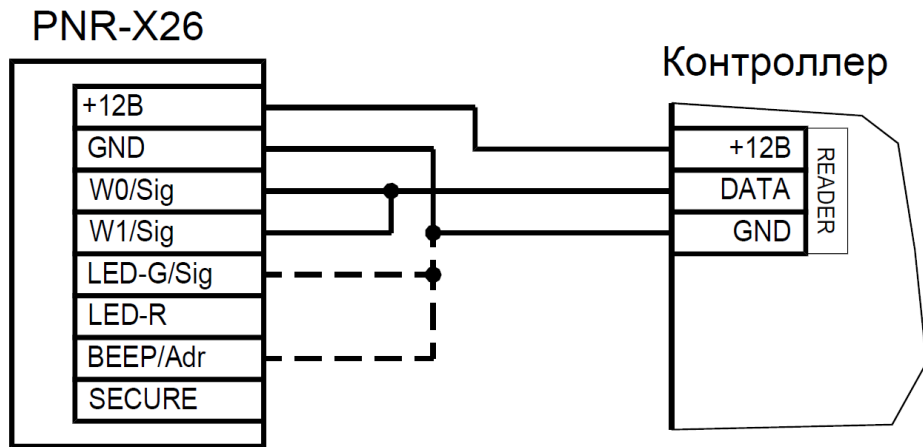 PNR-X26
+12В
GND
W0/Sig
W1/Sig
LED-G/Sig
LED-R
BEEP/Adr
SECURE
Контроллер
+12В
DATA
GND
READER